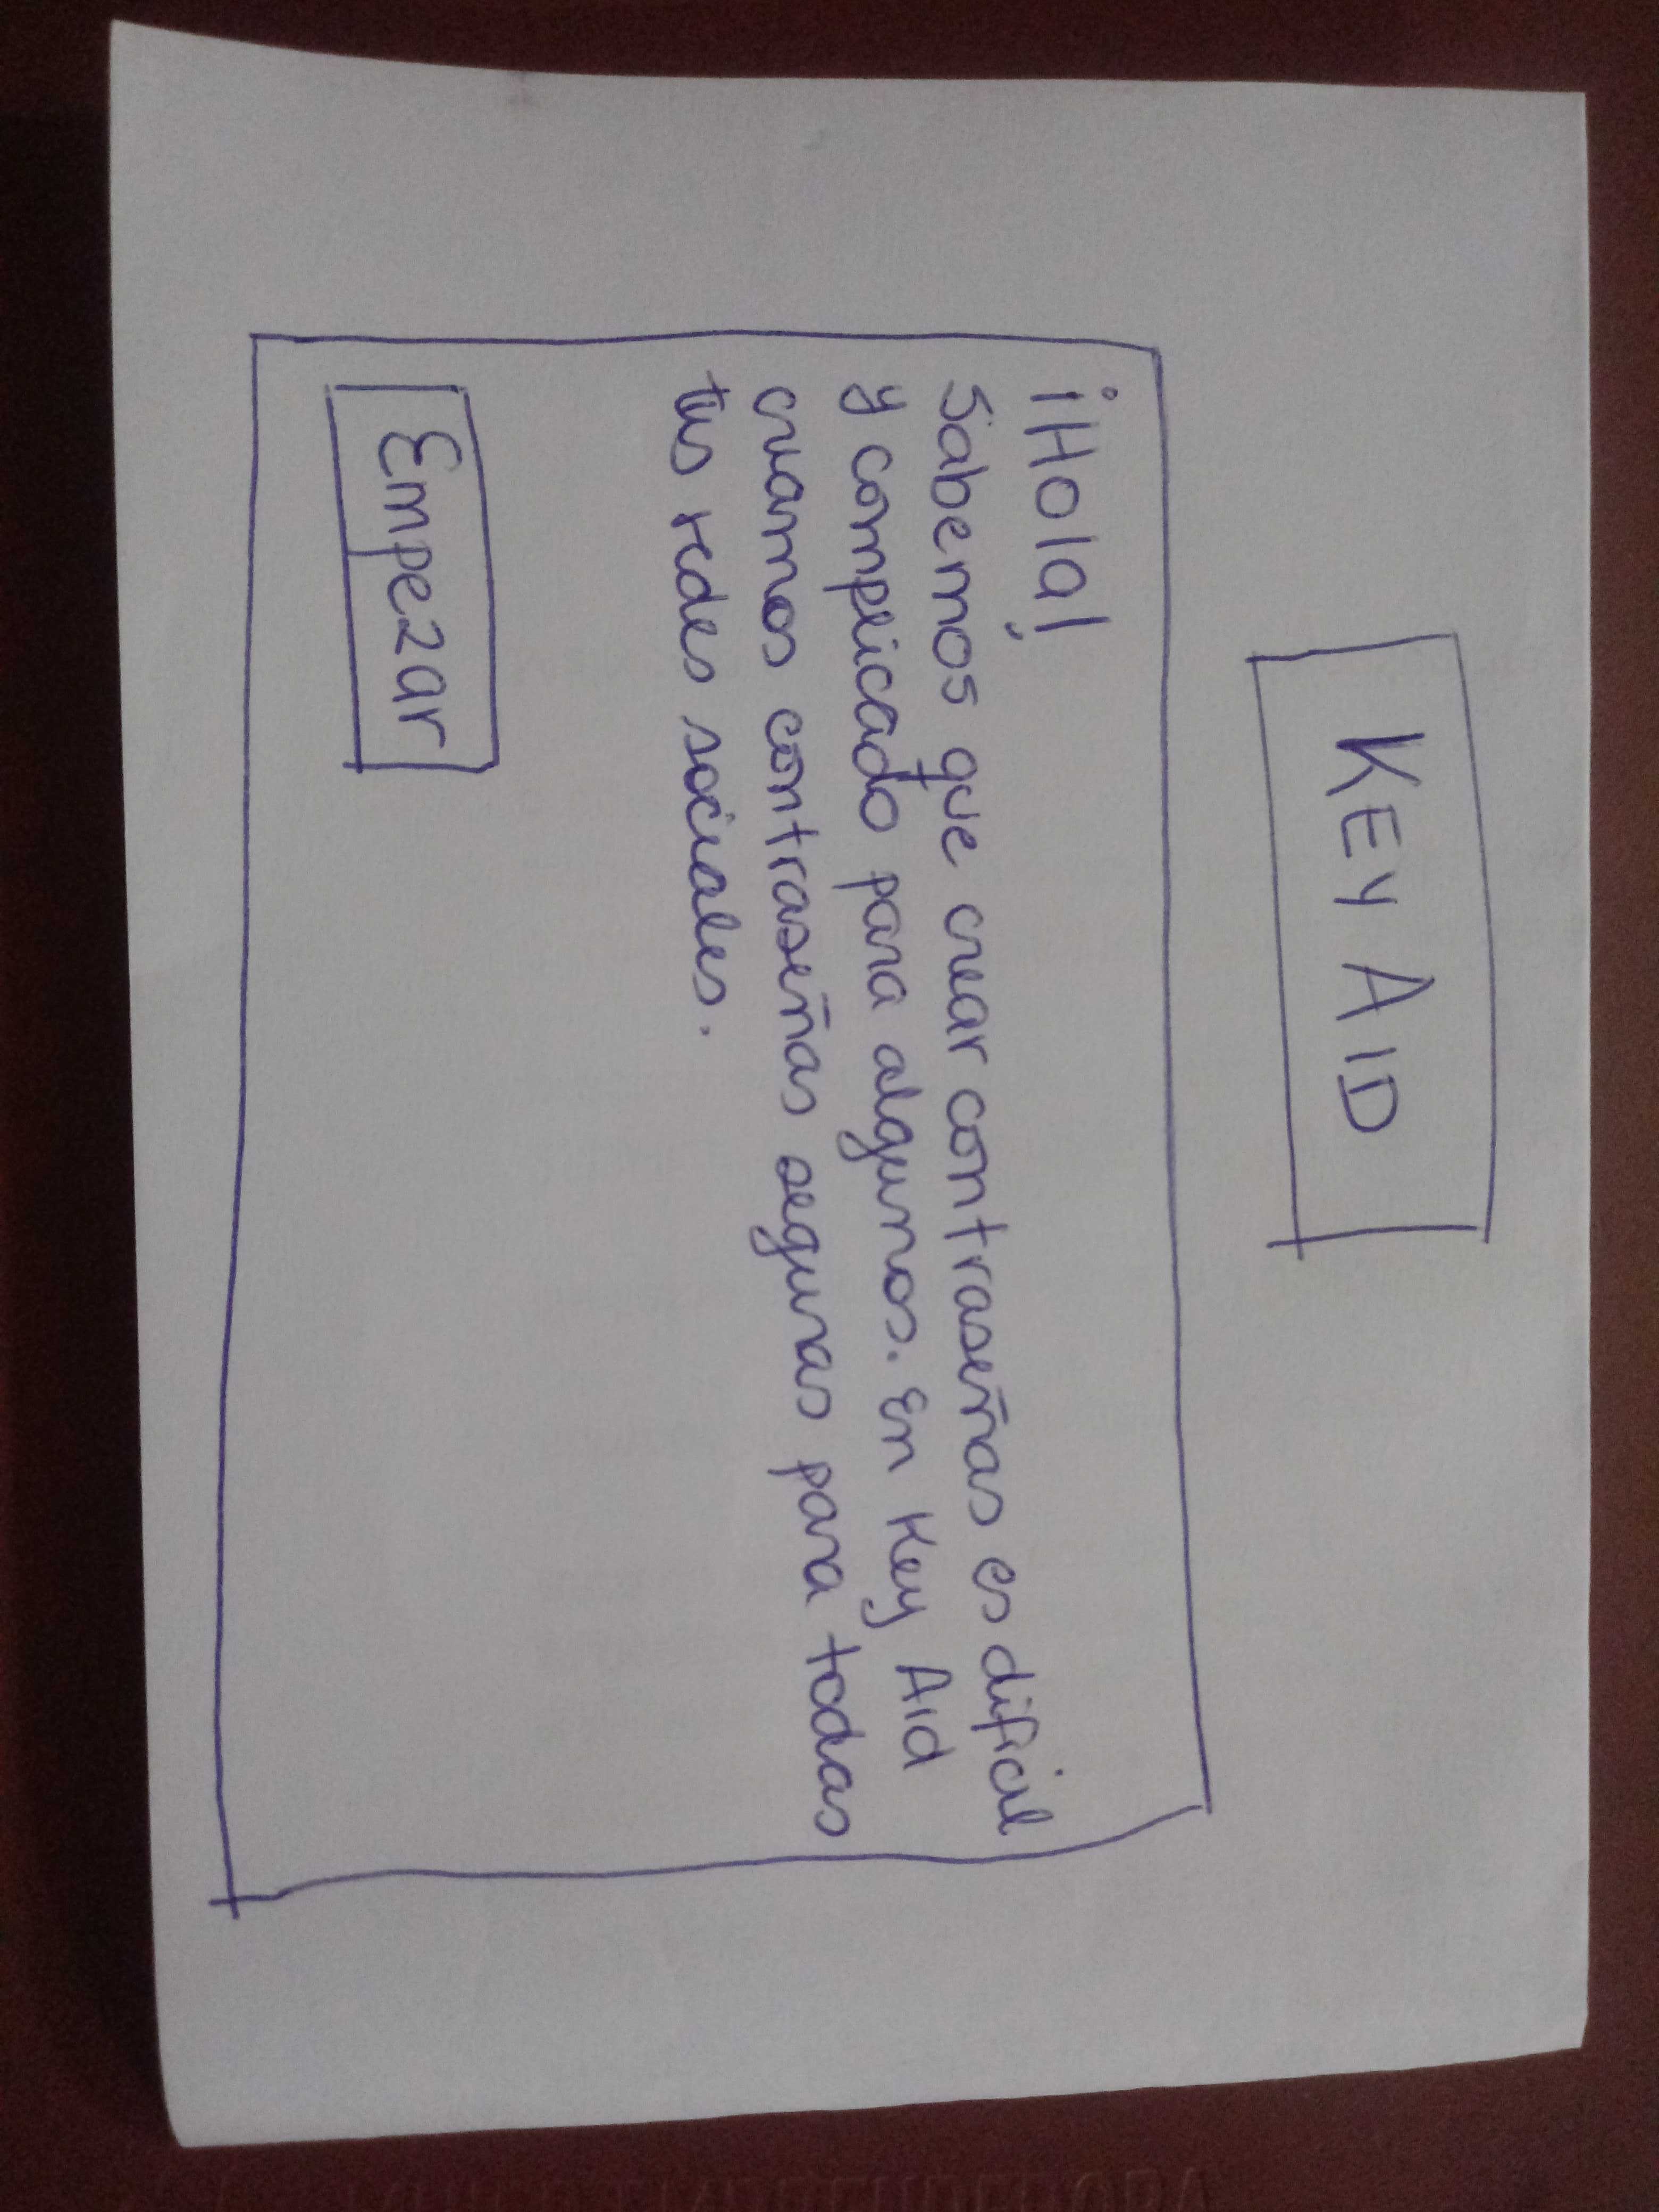 KEY AID
¡Hola!
Sabemos que crear contraseñas es dificil
y complicado para algunos. En Key Aid
creamos contraseñas seguras para todas
tus redes sociales.
Empezar